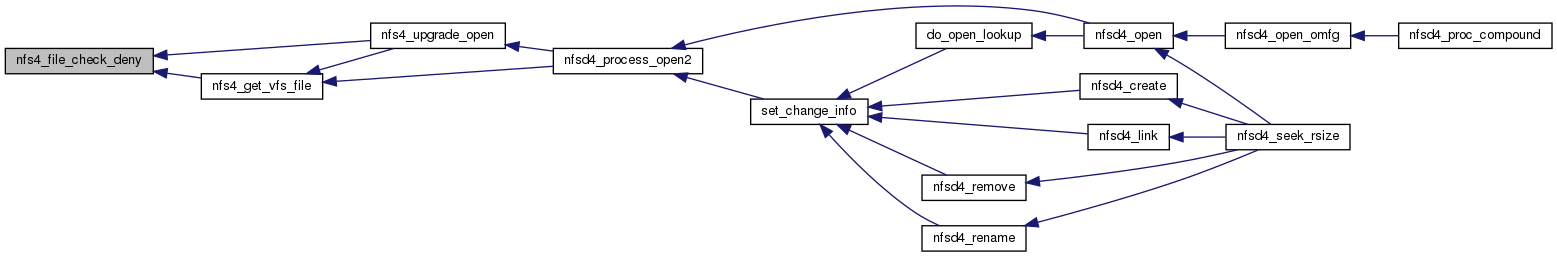 nfs4_file_check_deny
nfs4_upgrade_open
nfs4_get_vfs_file
nfsd4_process_open2
set_change_info
do_open_lookup
nfsd4_open
nfsd4_create
nfsd4_link
nfsd4_remove
nfsd4_rename
nfsd4_open_omfg
nfsd4_seek_rsize
nfsd4_proc_compound